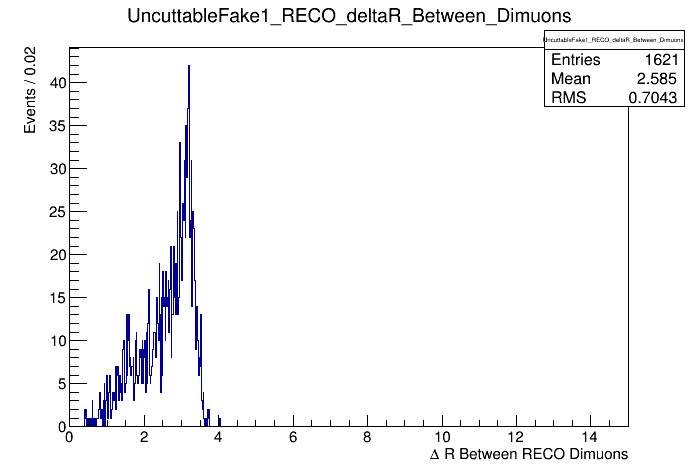 UncuttableFake1_RECO_deltaR_Between_Dimuons
UncuttableFake1_RECO_deltaR_Between_Dimuons
Entries 1621
Mean 2.585
RMS 0.7043
Events / 0.02
40
35
30
25
20
15
10
5
0
0 2 4 6 8 10 12 14
Δ R Between RECO Dimuons